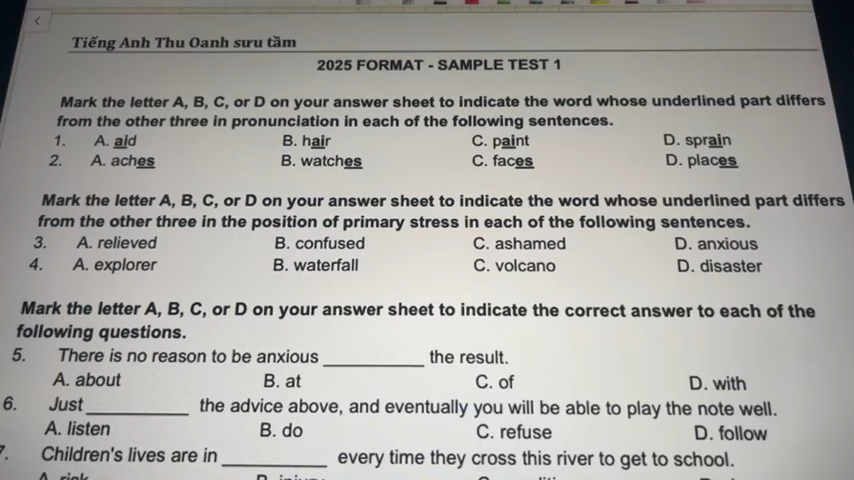 Tiếng Anh Thu Oanh sưu tầm
2025 FORMAT - SAMPLE TEST 1
Mark the letter A, B, C, or D on your answer sheet to indicate the word whose underlined part differs
from the other three in pronunciation in each of the following sentences.
1. A. aid B. hair C. paint D. sprain
2. A. aches B. watches C. faces D. places
Mark the letter A, B, C, or D on your answer sheet to indicate the word whose underlined part differs
from the other three in the position of primary stress in each of the following sentences.
3. A. relieved B. confused C. ashamed D. anxious
4. A. explorer B. waterfall C. volcano D. disaster
Mark the letter A, B, C, or D on your answer sheet to indicate the correct answer to each of the
following questions.
5. There is no reason to be anxious __________ the result.
A. about B. at C. of D. with
6. Just __________ the advice above, and eventually you will be able to play the note well.
A. listen B. do C. refuse D. follow
7. Children's lives are in __________ every time they cross this river to get to school.
A. risk